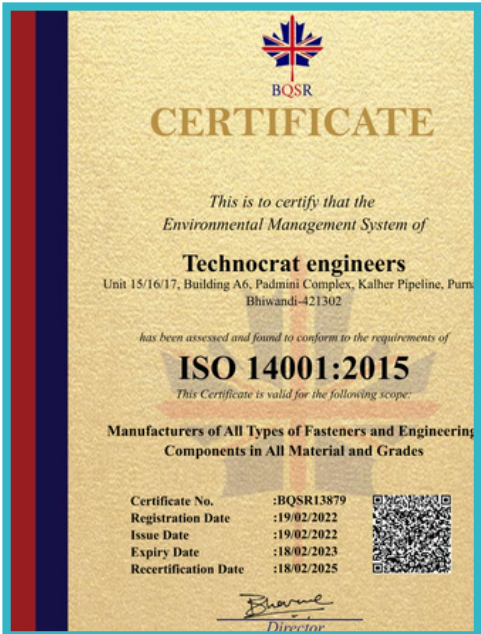 BQSR
CERTIFICATE
This is to certify that the
Environmental Management System of
Technocrat engineers
Unit 15/16/17, Building A6, Padmini Complex, Kalher Pipeline, Purna
Bhiwandi-421302
has been assessed and found to conform to the requirements of
ISO 14001:2015
This Certificate is valid for the following scope:
Manufacturers of All Types of Fasteners and Engineering
Components in All Material and Grades
Certificate No. :BQSR13879
Registration Date :19/02/2022
Issue Date :19/02/2022
Expiry Date :18/02/2023
Recertification Date :18/02/2025
Director